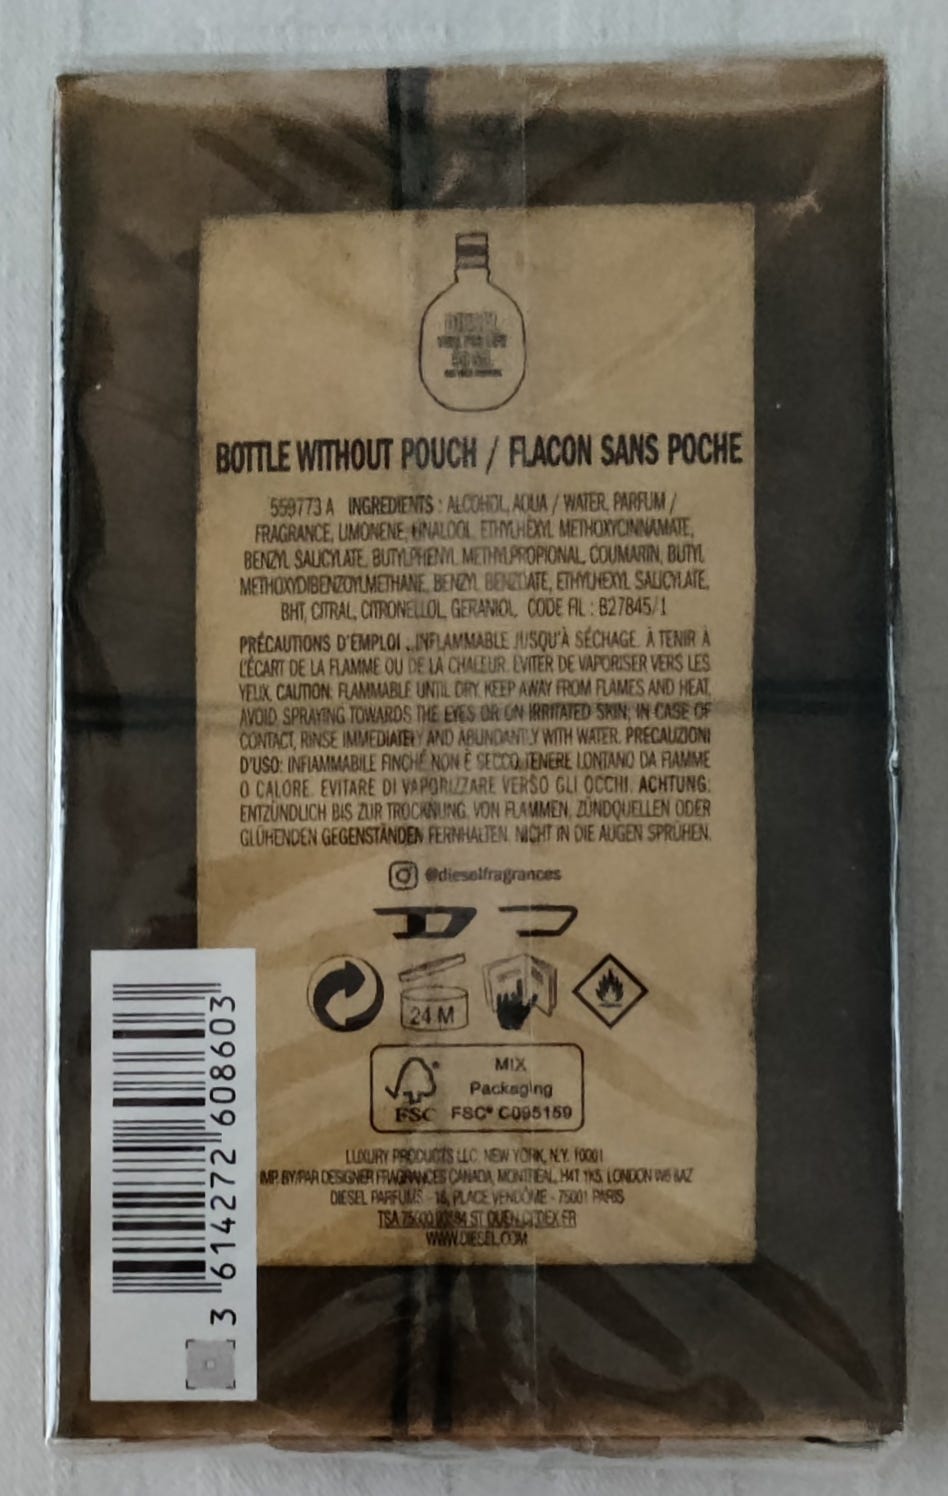 DIESEL
BOTTLE WITHOUT POUCH / FLACON SANS POCHE
559773 A INGREDIENTS : ALCOHOL, AQUA / WATER, PARFUM /
FRAGRANCE, LIMONENE, LINALOOL, ETHYLHEXYL METHOXYCINNAMATE,
BENZYL SALICYLATE, BUTYLPHENYL METHYLPROPIONAL, COUMARIN, BUTYL
METHOXYDIBENZOYLMETHANE, BENZYL BENZOATE, ETHYLHEXYL SALICYLATE,
BHT, CITRAL, CITRONELLOL, GERANIOL. CODE FIL : B27845/1
PRÉCAUTIONS D'EMPLOI : INFLAMMABLE JUSQU'À SÉCHAGE. À TENIR À
L'ÉCART DE LA FLAMME OU DE LA CHALEUR. ÉVITER DE VAPORISER VERS LES
YEUX. CAUTION: FLAMMABLE UNTIL DRY. KEEP AWAY FROM FLAMES AND HEAT.
AVOID SPRAYING TOWARDS THE EYES OR ON IRRITATED SKIN; IN CASE OF
CONTACT, RINSE IMMEDIATELY AND ABUNDANTLY WITH WATER. PRECAUZIONI
D'USO: INFIAMMABILE FINCHÉ NON È SECCO. TENERE LONTANO DA FIAMME
O CALORE. EVITARE DI VAPORIZZARE VERSO GLI OCCHI. ACHTUNG:
ENTZÜNDLICH BIS ZUR TROCKNUNG. VON FLAMMEN, ZÜNDQUELLEN ODER
GLÜHENDEN GEGENSTÄNDEN FERNHALTEN. NICHT IN DIE AUGEN SPRÜHEN.
@dieselfragrances
24 M
MIX
Packaging
FSC FSC® C095159
LUXURY PRODUCTS LLC. NEW YORK, N.Y. 10001
IMP. BY/PAR DESIGNER FRAGRANCES CANADA, MONTREAL, H4T 1K5. LONDON W6 8AZ
DIESEL PARFUMS - 16, PLACE VENDÔME - 75001 PARIS
TSA 75000 ST OUEN CEDEX FR
WWW.DIESEL.COM
3 614272 608603